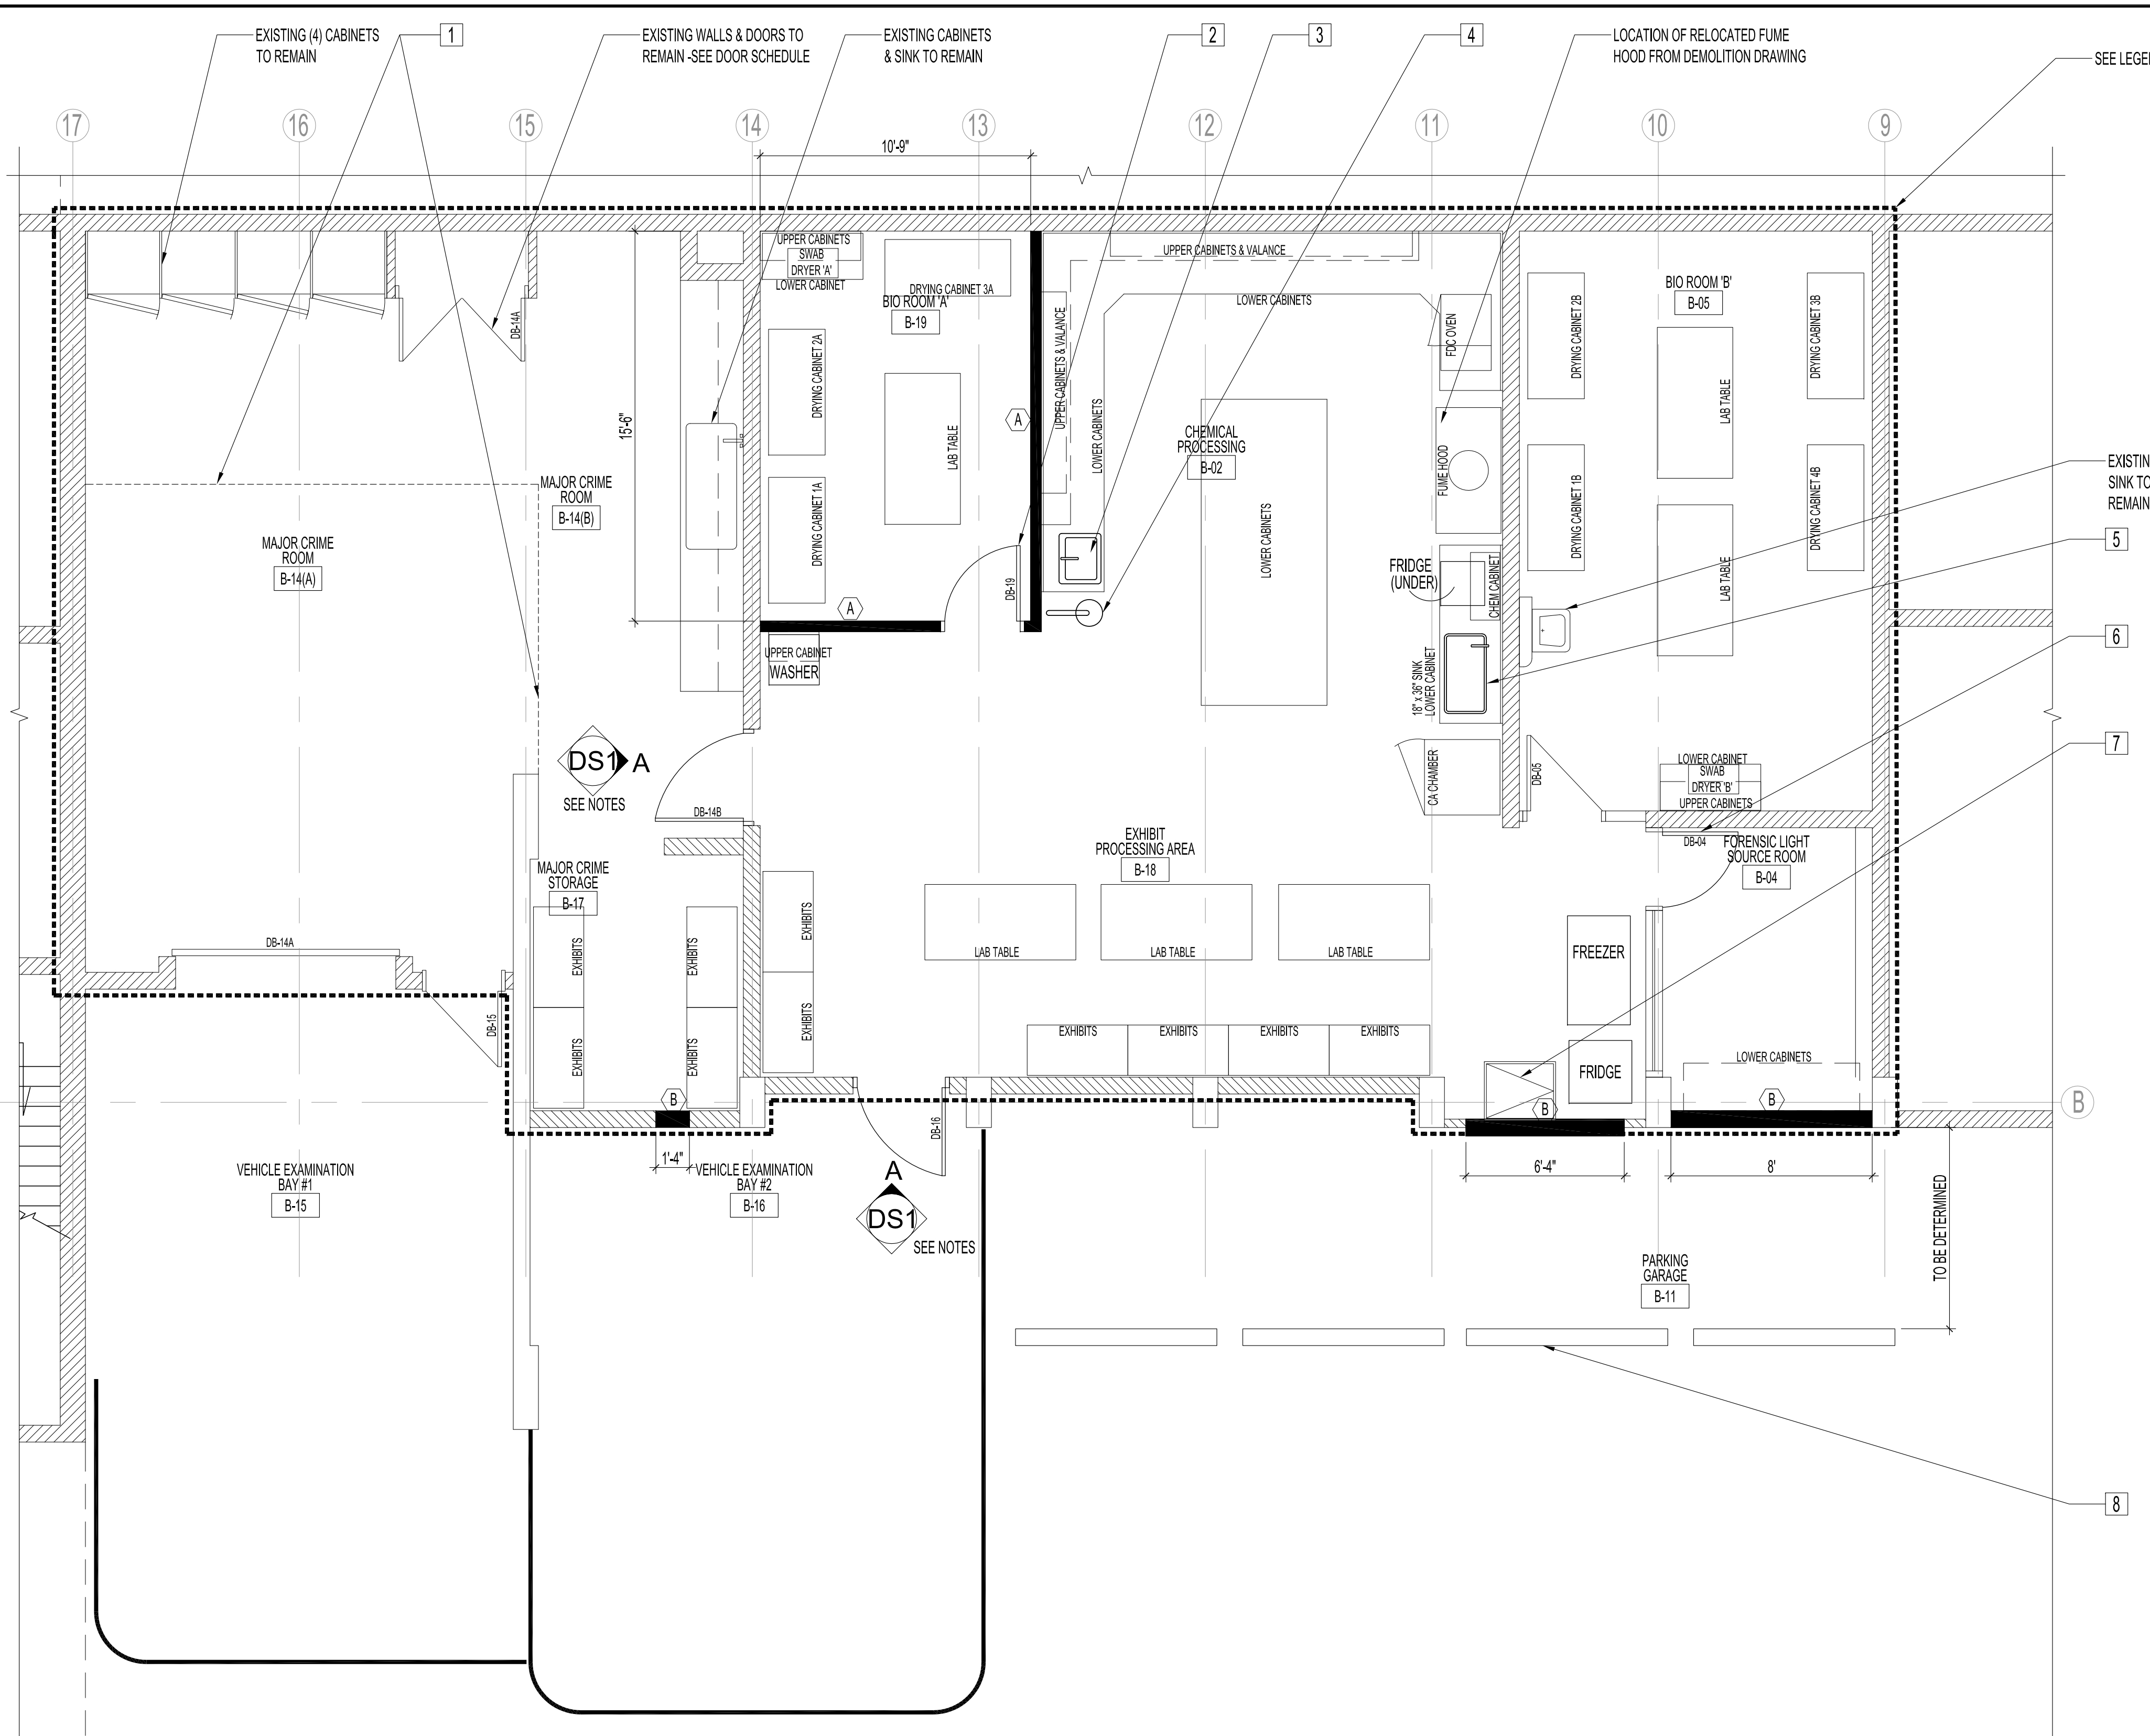 EXISTING (4) CABINETS
TO REMAIN
1
EXISTING WALLS & DOORS TO
REMAIN -SEE DOOR SCHEDULE
EXISTING CABINETS
& SINK TO REMAIN
2
3
4
LOCATION OF RELOCATED FUME
HOOD FROM DEMOLITION DRAWING
SEE
17
16
15
14
13
12
11
10
9
10'-9"
UPPER CABINETS
SWAB
DRYER 'A'
LOWER CABINET
DRYING CABINET 3A
BIO ROOM 'A'
B-19
UPPER CABINETS & VALANCE
LOWER CABINETS
UPPER CABINETS & VALANCE
LOWER CABINETS
FDC OVEN
BIO ROOM 'B'
B-05
DRYING CABINET 2B
DRYING CABINET 3B
LAB TABLE
DB-14A
15'-6"
DRYING CABINET 2A
LAB TABLE
A
CHEMICAL
PROCESSING
B-02
LOWER CABINETS
FUME HOOD
DRYING CABINET 1B
DRYING CABINET 4B
LAB TABLE
SINK TO
REMAIN
5
MAJOR CRIME
ROOM
B-14(B)
MAJOR CRIME
ROOM
B-14(A)
DRYING CABINET 1A
A
DB-19
FRIDGE
(UNDER)
CHEM CABINET
6
UPPER CABINET
WASHER
18" x 36" SINK
LOWER CABINET
7
DS1
A
SEE NOTES
DB-14B
CA CHAMBER
DB-05
LOWER CABINET
SWAB
DRYER 'B'
UPPER CABINETS
DB-04
FORENSIC LIGHT
SOURCE ROOM
B-04
EXHIBIT
PROCESSING AREA
B-18
MAJOR CRIME
STORAGE
B-17
EXHIBITS
EXHIBITS
EXHIBITS
LAB TABLE
LAB TABLE
LAB TABLE
FREEZER
DB-14A
DB-15
EXHIBITS
EXHIBITS
EXHIBITS
EXHIBITS
EXHIBITS
EXHIBITS
EXHIBITS
FRIDGE
LOWER CABINETS
B
B
B
B
DB-16
1'-4"
6'-4"
8'
VEHICLE EXAMINATION
BAY #1
B-15
VEHICLE EXAMINATION
BAY #2
B-16
A
DS1
SEE NOTES
TO BE DETERMINED
PARKING
GARAGE
B-11
8